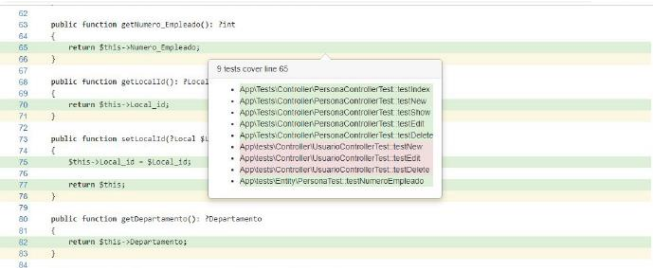 62
63 public function getNumero_Empleado(): ?int
64 {
65 return $this->Numero_Empleado;
66 }
67
68 public function getLocalId(): ?Local
69 {
70 return $this->Local_id;
71 }
72
73 public function setLocalId(?Local $L
74 {
75 $this->Local_id = $Local_id;
76
77 return $this;
78 }
79
80 public function getDepartamento(): ?Departamento
81 {
82 return $this->Departamento;
83 }
84
9 tests cover line 65
• App\Tests\Controller\PersonaControllerTest::testIndex
• App\Tests\Controller\PersonaControllerTest::testNew
• App\Tests\Controller\PersonaControllerTest::testShow
• App\Tests\Controller\PersonaControllerTest::testEdit
• App\Tests\Controller\PersonaControllerTest::testDelete
• App\tests\Controller\UsuarioControllerTest::testNew
• App\tests\Controller\UsuarioControllerTest::testEdit
• App\tests\Controller\UsuarioControllerTest::testDelete
• App\tests\Entity\PersonaTest::testNumeroEmpleado